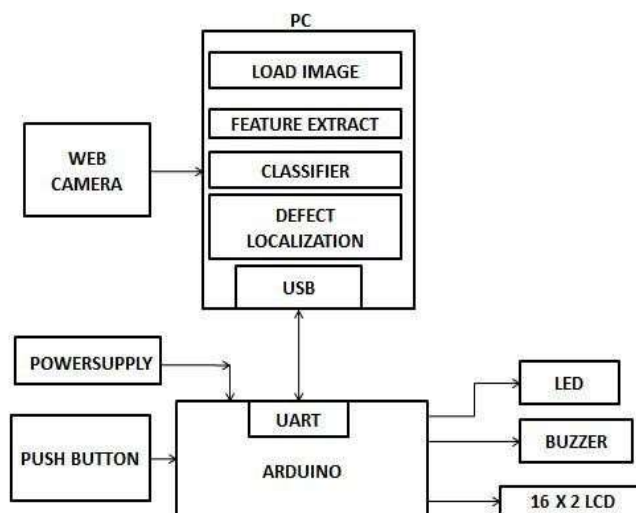 PC
LOAD IMAGE
FEATURE EXTRACT
WEB
CAMERA
CLASSIFIER
DEFECT
LOCALIZATION
USB
POWERSUPPLY
LED
UART
PUSH BUTTON
ARDUINO
BUZZER
16 X 2 LCD